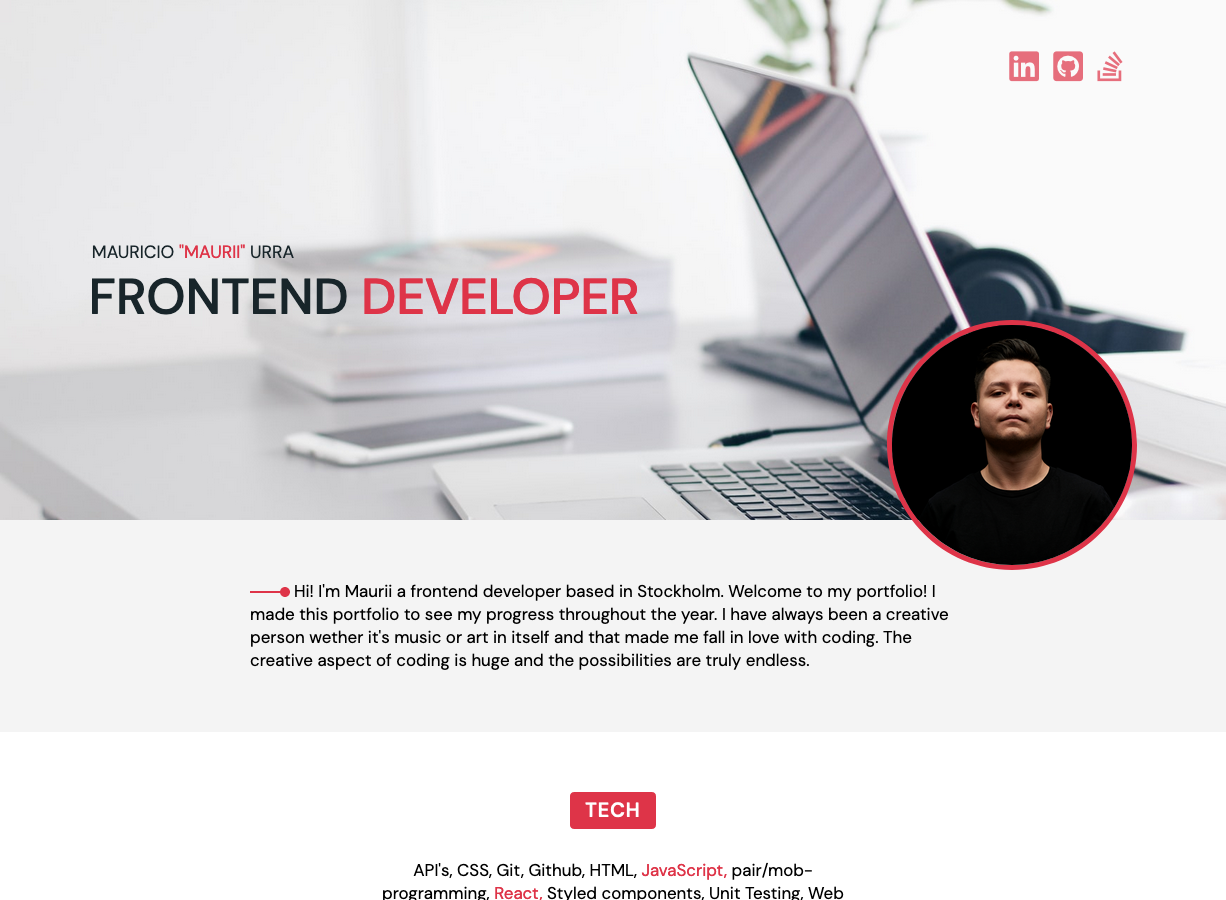 MAURICIO "MAURII" URRA
FRONTEND DEVELOPER
Hi! I'm Maurii a frontend developer based in Stockholm. Welcome to my portfolio! I
made this portfolio to see my progress throughout the year. I have always been a creative
person wether it's music or art in itself and that made me fall in love with coding. The
creative aspect of coding is huge and the possibilities are truly endless.
TECH
API's, CSS, Git, Github, HTML, JavaScript, pair/mob-
programming, React, Styled components, Unit Testing, Web